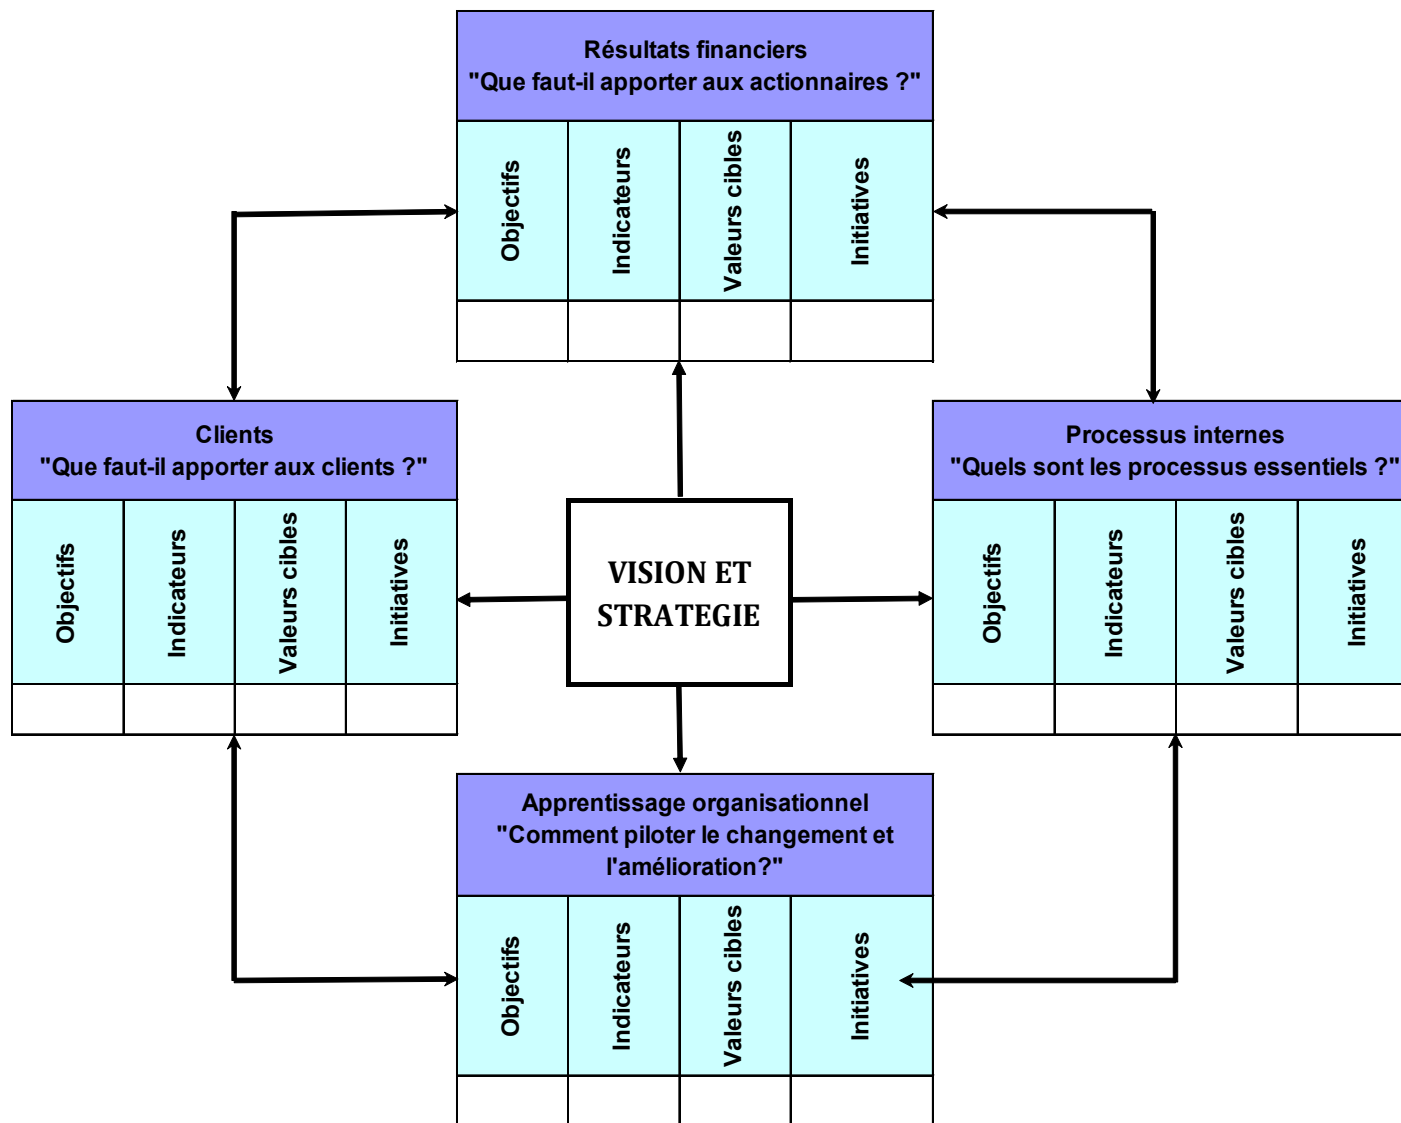 Résultats financiers
"Que faut-il apporter aux actionnaires ?"
Objectifs
Indicateurs
Valeurs cibles
Initiatives
Clients
"Que faut-il apporter aux clients ?"
Objectifs
Indicateurs
Valeurs cibles
Initiatives
VISION ET
STRATEGIE
Processus internes
"Quels sont les processus essentiels ?"
Objectifs
Indicateurs
Valeurs cibles
Initiatives
Apprentissage organisationnel
"Comment piloter le changement et
l'amélioration?"
Objectifs
Indicateurs
Valeurs cibles
Initiatives